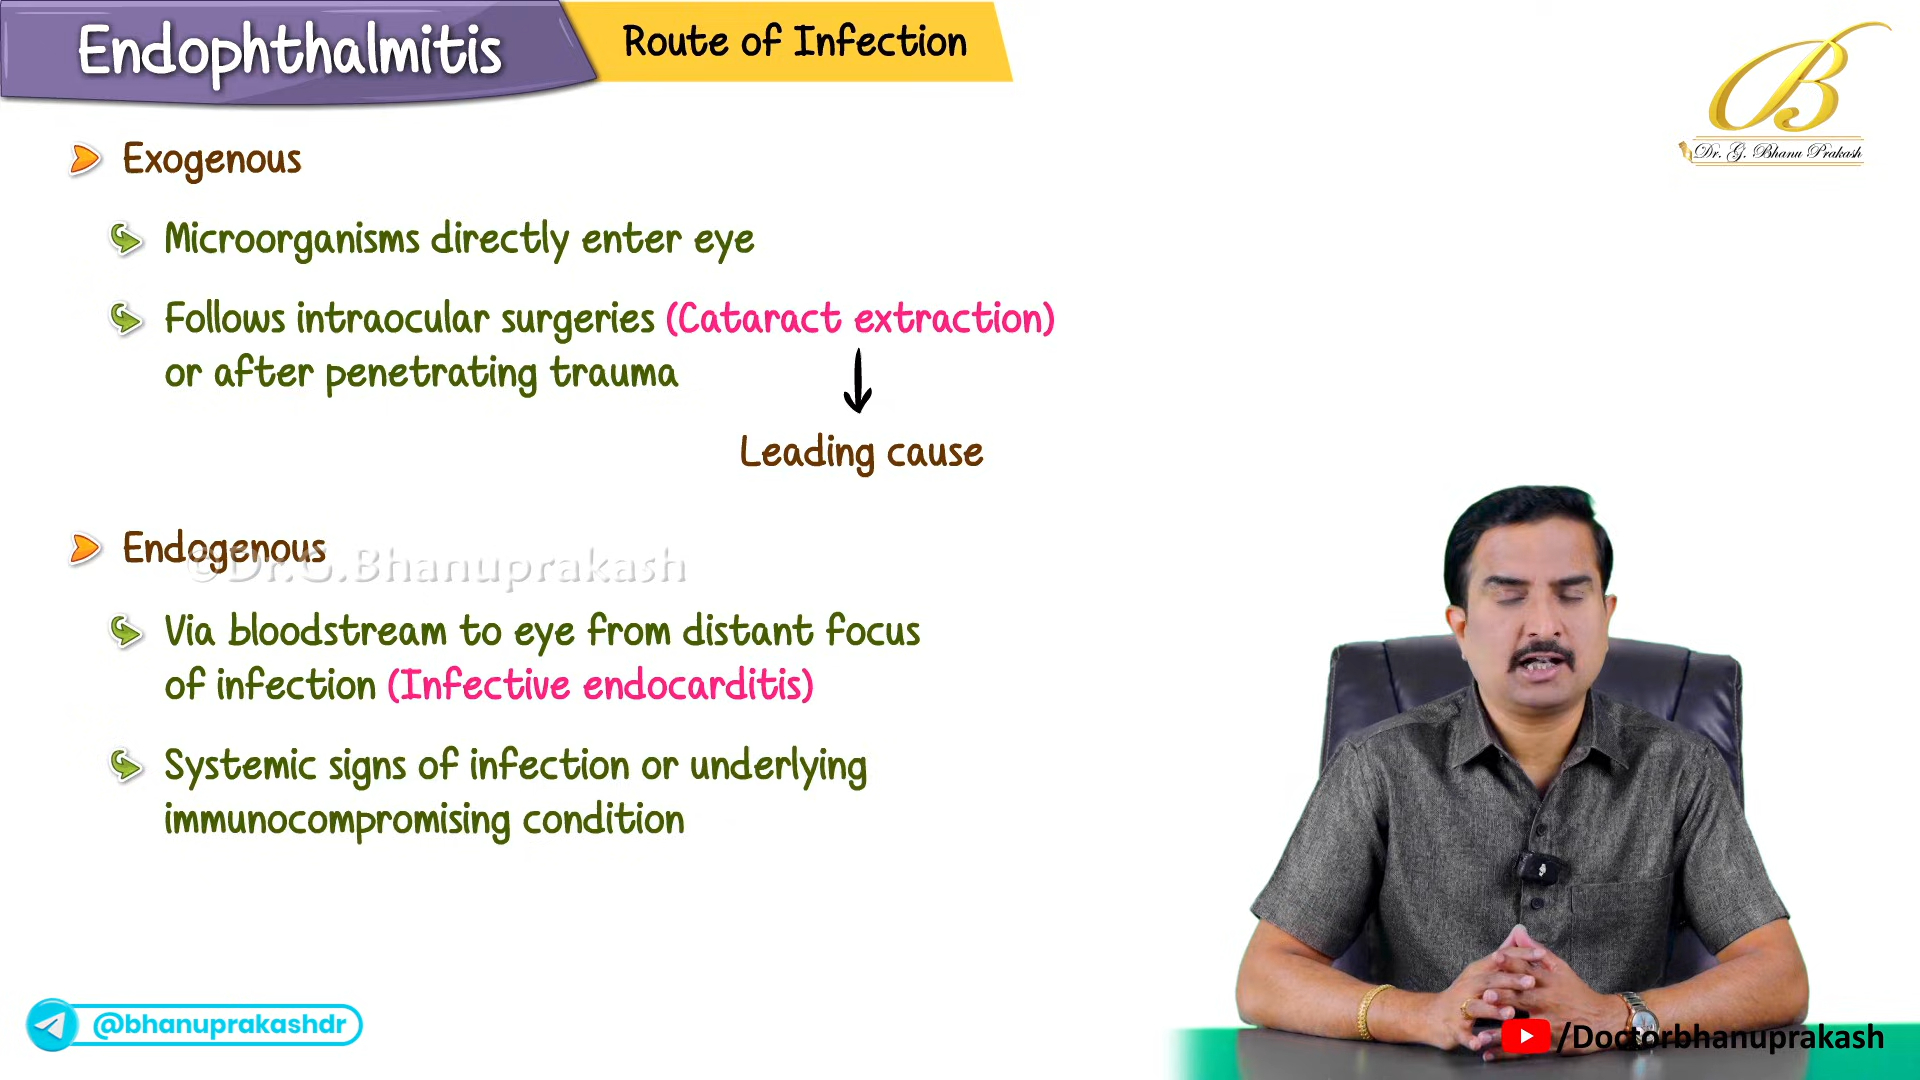 Endophthalmitis
Route of Infection
Dr. G. Bhanu Prakash
Exogenous
Microorganisms directly enter eye
Follows intraocular surgeries (Cataract extraction)
or after penetrating trauma
Leading cause
Endogenous
©Dr.G.Bhanuprakash
Via bloodstream to eye from distant focus
of infection (Infective endocarditis)
Systemic signs of infection or underlying
immunocompromising condition
@bhanuprakashdr
/Doctorbhanuprakash